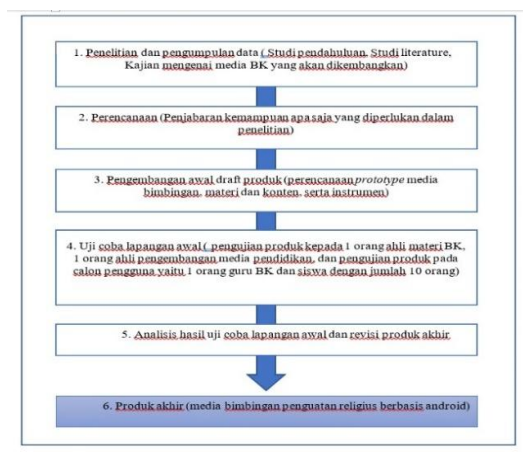 1. Penelitian dan pengumpulan data ( Studi pendahuluan, Studi literature,
Kajian mengenai media BK yang akan dikembangkan)
2. Perencanaan (Penjabaran kemampuan apa saja yang diperlukan dalam
penelitian)
3. Pengembangan awal draft produk (perencanaan prototype media
bimbingan, materi dan konten, serta instrumen)
4. Uji coba lapangan awal ( pengujian produk kepada 1 orang ahli materi BK,
1 orang ahli pengembangan media pendidikan, dan pengujian produk pada
calon pengguna yaitu 1 orang guru BK dan siswa dengan jumlah 10 orang)
5. Analisis hasil uji coba lapangan awal dan revisi produk akhir
6. Produk akhir (media bimbingan penguatan religius berbasis android)